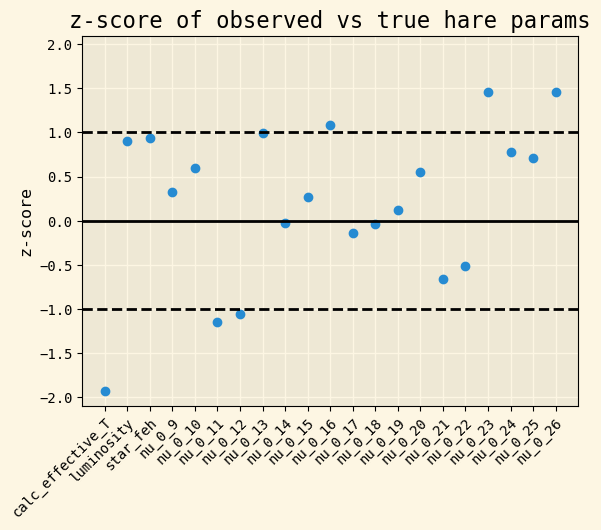 z-score of observed vs true hare params
z-score
2.0
1.5
1.0
0.5
0.0
−0.5
−1.0
−1.5
−2.0
calc_effective_T
luminosity
star_feh
nu_0_9
nu_0_10
nu_0_11
nu_0_12
nu_0_13
nu_0_14
nu_0_15
nu_0_16
nu_0_17
nu_0_18
nu_0_19
nu_0_20
nu_0_21
nu_0_22
nu_0_23
nu_0_24
nu_0_25
nu_0_26